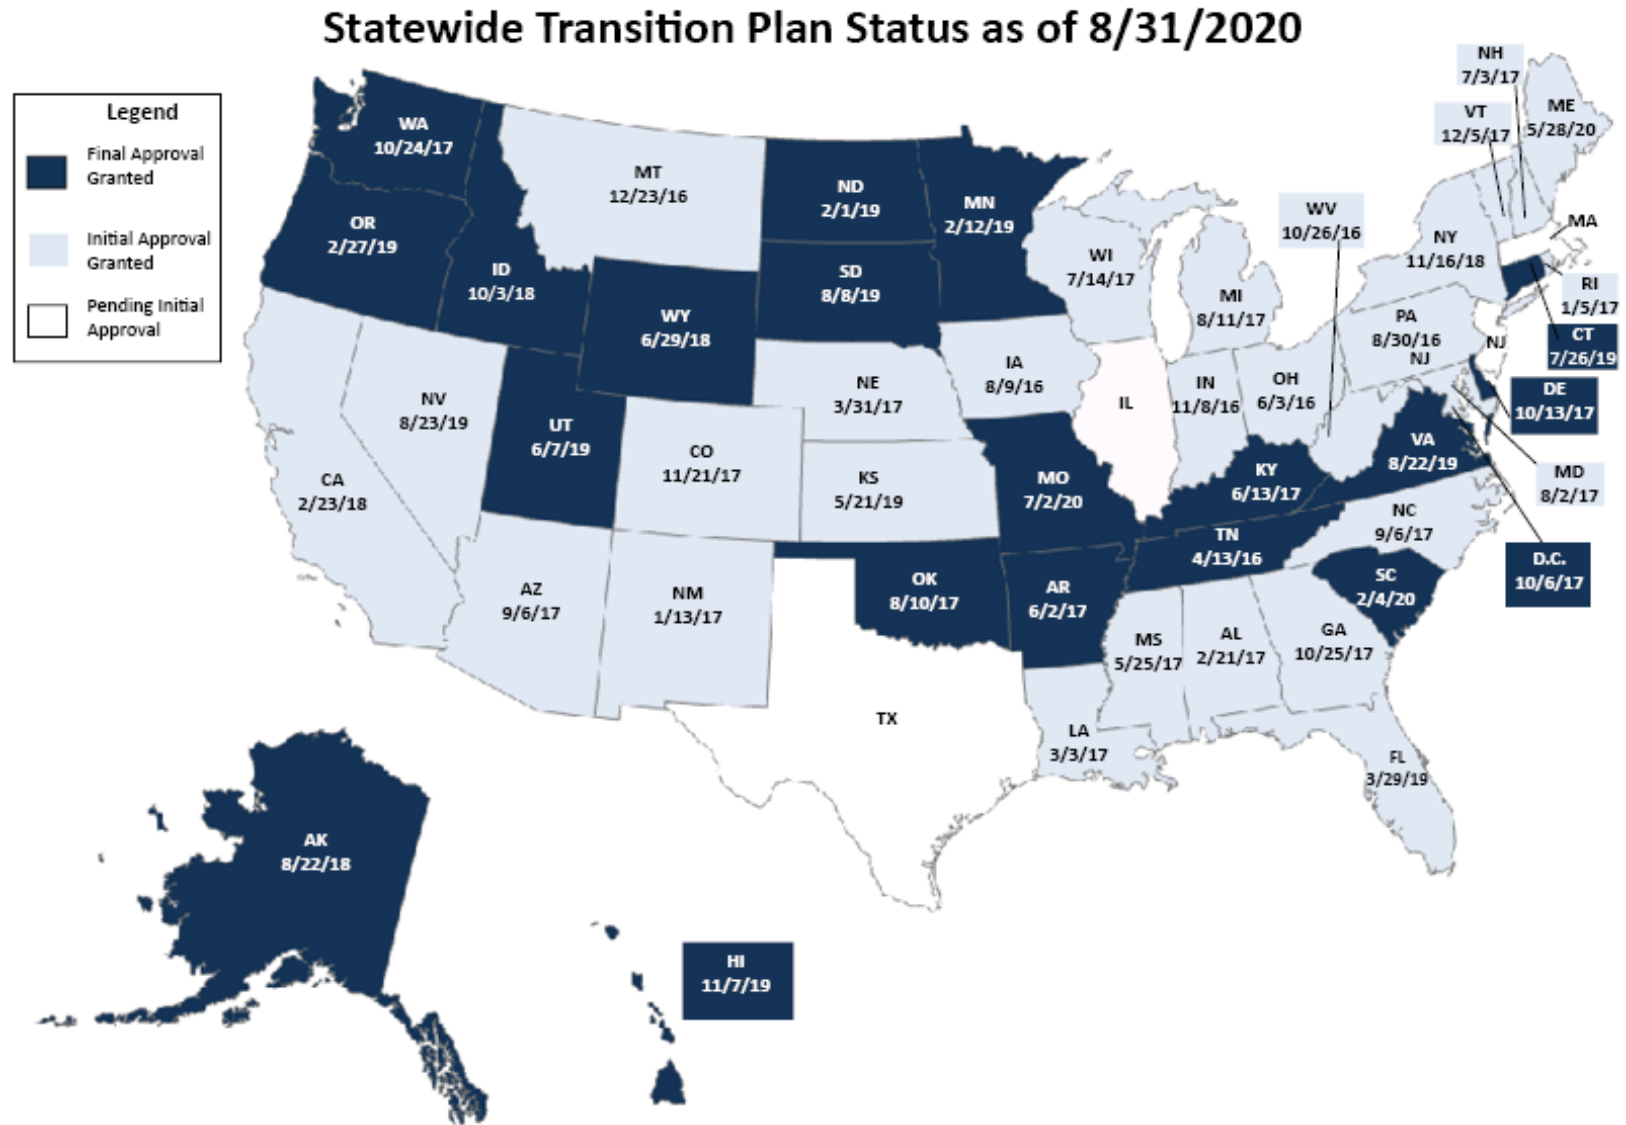 Statewide Transition Plan Status as of 8/31/2020
Legend
Final Approval
Granted
Initial Approval
Granted
Pending Initial
Approval
WA
10/24/17
OR
2/27/19
ID
10/3/18
MT
12/23/16
ND
2/1/19
MN
2/12/19
SD
8/8/19
WY
6/29/18
WI
7/14/17
MI
8/11/17
WV
10/26/16
NH
7/3/17
VT
12/5/17
ME
5/28/20
MA
NY
11/16/18
RI
1/5/17
CT
7/26/19
NJ
PA
8/30/16
NJ
DE
10/13/17
MD
8/2/17
D.C.
10/6/17
CA
2/23/18
NV
8/23/19
UT
6/7/19
CO
11/21/17
NE
3/31/17
KS
5/21/19
IA
8/9/16
IL
IN
11/8/16
OH
6/3/16
MO
7/2/20
KY
6/13/17
VA
8/22/19
NC
9/6/17
TN
4/13/16
SC
2/4/20
AZ
9/6/17
NM
1/13/17
OK
8/10/17
AR
6/2/17
MS
5/25/17
AL
2/21/17
GA
10/25/17
TX
LA
3/3/17
FL
3/29/19
AK
8/22/18
HI
11/7/19